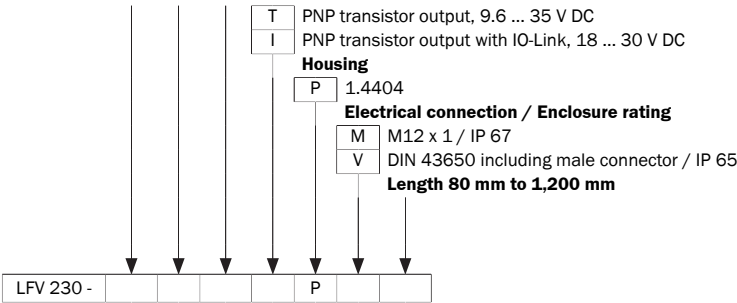 T PNP transistor output, 9.6 ... 35 V DC
I PNP transistor output with IO-Link, 18 ... 30 V DC
Housing
P 1.4404
Electrical connection / Enclosure rating
M M12 x 1 / IP 67
V DIN 43650 including male connector / IP 65
Length 80 mm to 1,200 mm
LFV 230 - P